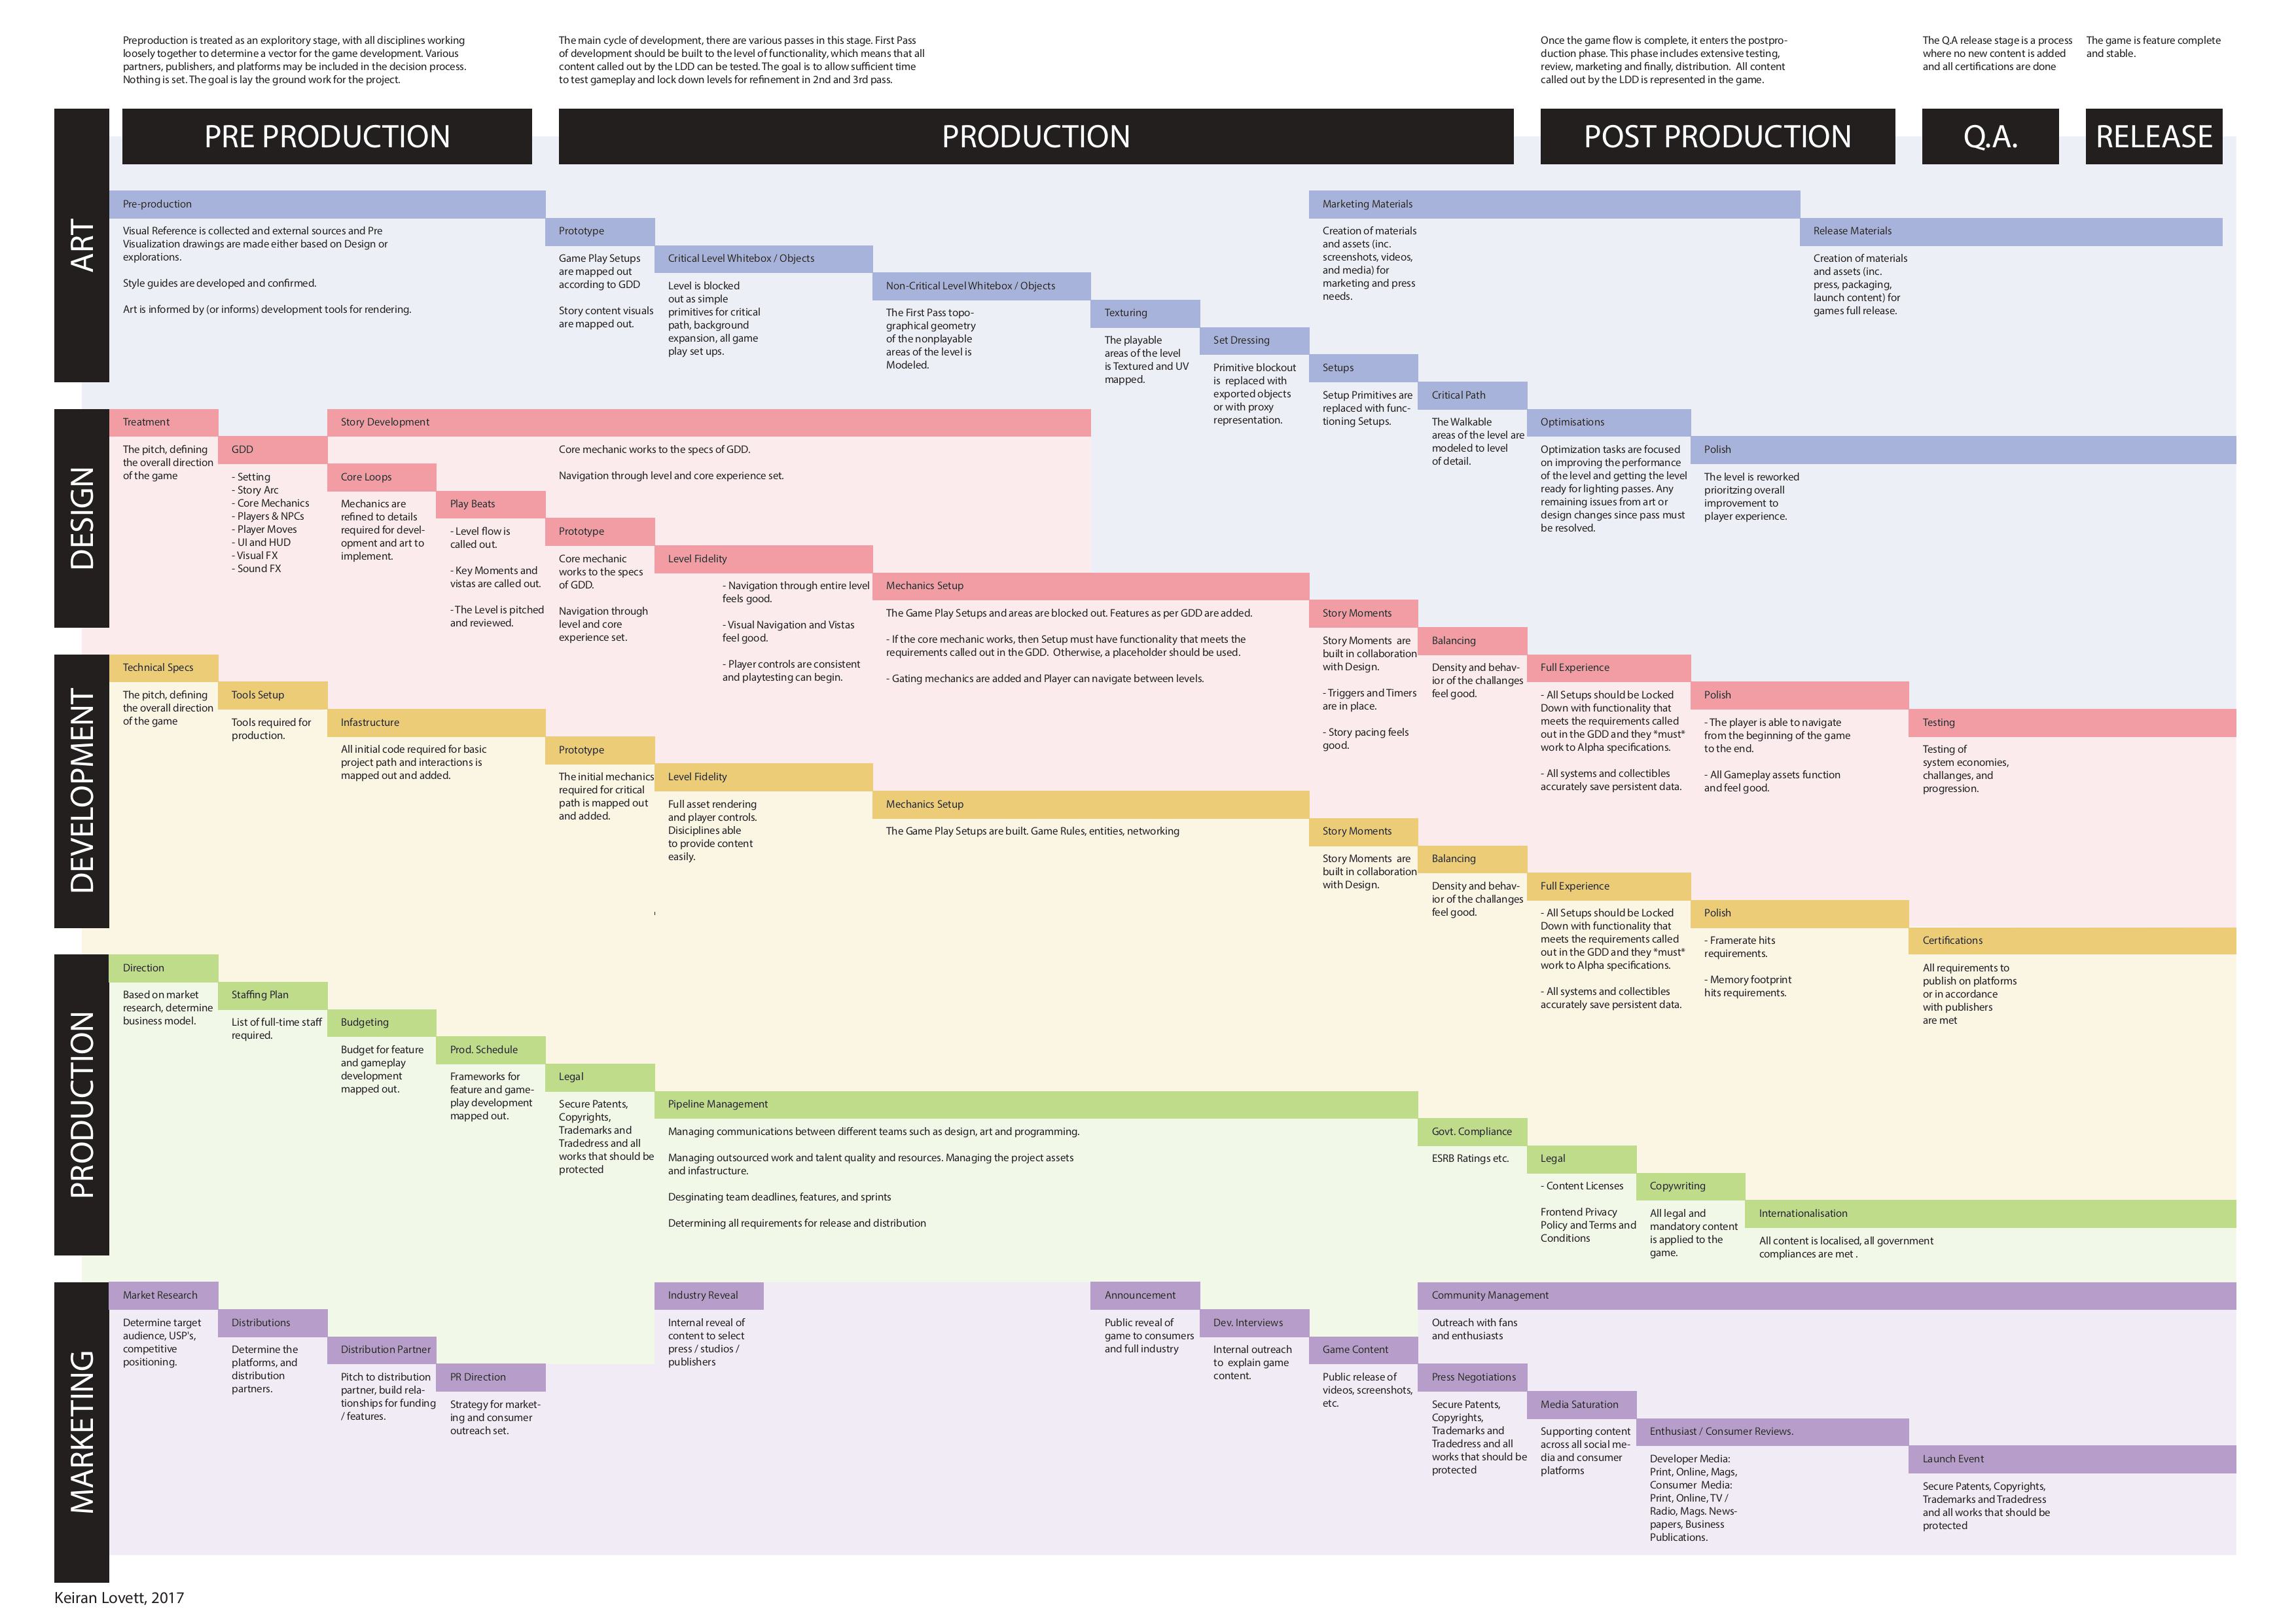 Preproduction is treated as an exploritory stage, with all disciplines working
loosely together to determine a vector for the game development. Various
partners, publishers, and platforms may be included in the decision process.
Nothing is set. The goal is lay the ground work for the project.
The main cycle of development, there are various passes in this stage. First Pass
of development should be built to the level of functionality, which means that all
content called out by the LDD can be tested. The goal is to allow sufficient time
to test gameplay and lock down levels for refinement in 2nd and 3rd pass.
Once the game flow is complete, it enters the postpro-
duction phase. This phase includes extensive testing,
review, marketing and finally, distribution. All content
called out by the LDD is represented in the game.
The Q.A release stage is a process
where no new content is added
and all certifications are done
The game is feature complete
and stable.
PRE PRODUCTION
PRODUCTION
POST PRODUCTION
Q.A.
RELEASE
ART
Pre-production
Visual Reference is collected and external sources and Pre
Visualization drawings are made either based on Design or
explorations.
Style guides are developed and confirmed.
Art is informed by (or informs) development tools for rendering.
Prototype
Game Play Setups
are mapped out
according to GDD
Story content visuals
are mapped out.
Critical Level Whitebox / Objects
Level is blocked
out as simple
primitives for critical
path, background
expansion, all game
play set ups.
Non-Critical Level Whitebox / Objects
The First Pass topo-
graphical geometry
of the nonplayable
areas of the level is
Modeled.
Texturing
The playable
areas of the level
is Textured and UV
mapped.
Set Dressing
Primitive blockout
is replaced with
exported objects
or with proxy
representation.
Marketing Materials
Creation of materials
and assets (inc.
screenshots, videos,
and media) for
marketing and press
needs.
Setups
Setup Primitives are
replaced with func-
tioning Setups.
Critical Path
The Walkable
areas of the level are
modeled to level
of detail.
Optimisations
Optimization tasks are focused
on improving the performance
of the level and getting the level
ready for lighting passes. Any
remaining issues from art or
design changes since pass must
be resolved.
Release Materials
Creation of materials
and assets (inc.
press, packaging,
launch content) for
games full release.
Polish
The level is reworked
prioritzing overall
improvement to
player experience.
DESIGN
Treatment
The pitch, defining
the overall direction
of the game
GDD
- Setting
- Story Arc
- Core Mechanics
- Players & NPCs
- Player Moves
- UI and HUD
- Visual FX
- Sound FX
Story Development
Core mechanic works to the specs of GDD.
Navigation through level and core experience set.
Core Loops
Mechanics are
refined to details
required for devel-
opment and art to
implement.
Play Beats
- Level flow is
called out.
- Key Moments and
vistas are called out.
- The Level is pitched
and reviewed.
Prototype
Core mechanic
works to the specs
of GDD.
Navigation through
level and core
experience set.
Level Fidelity
- Navigation through entire level
feels good.
- Visual Navigation and Vistas
feel good.
- Player controls are consistent
and playtesting can begin.
Mechanics Setup
The Game Play Setups and areas are blocked out. Features as per GDD are added.
- If the core mechanic works, then Setup must have functionality that meets the
requirements called out in the GDD. Otherwise, a placeholder should be used.
- Gating mechanics are added and Player can navigate between levels.
Story Moments
Story Moments are
built in collaboration
with Design.
- Triggers and Timers
are in place.
- Story pacing feels
good.
Balancing
Density and behav-
ior of the challanges
feel good.
Full Experience
- All Setups should be Locked
Down with functionality that
meets the requirements called
out in the GDD and they *must*
work to Alpha specifications.
- All systems and collectibles
accurately save persistent data.
Polish
- The player is able to navigate
from the beginning of the game
to the end.
- All Gameplay assets function
and feel good.
Testing
Testing of
system economies,
challenges, and
progression.
DEVELOPMENT
Technical Specs
The pitch, defining
the overall direction
of the game
Tools Setup
Tools required for
production.
Infastructure
All initial code required for basic
project path and interactions is
mapped out and added.
Prototype
The initial mechanics
required for critical
path is mapped out
and added.
Level Fidelity
Full asset rendering
and player controls.
Disiciplines able
to provide content
easily.
Mechanics Setup
The Game Play Setups are built. Game Rules, entities, networking
Story Moments
Story Moments are
built in collaboration
with Design.
Balancing
Density and behav-
ior of the challanges
feel good.
Full Experience
- All Setups should be Locked
Down with functionality that
meets the requirements called
out in the GDD and they *must*
work to Alpha specifications.
- All systems and collectibles
accurately save persistent data.
Polish
- Framerate hits
requirements.
- Memory footprint
hits requirements.
Certifications
All requirements to
publish on platforms
or in accordance
with publishers
are met
PRODUCTION
Direction
Based on market
research, determine
business model.
Staffing Plan
List of full-time staff
required.
Budgeting
Budget for feature
and gameplay
development
mapped out.
Prod. Schedule
Frameworks for
feature and game-
play development
mapped out.
Legal
Secure Patents,
Copyrights,
Trademarks and
Tradedress and all
works that should be
protected
Pipeline Management
Managing communications between different teams such as design, art and programming.
Managing outsourced work and talent quality and resources. Managing the project assets
and infastructure.
Desginating team deadlines, features, and sprints
Determining all requirements for release and distribution
Govt. Compliance
ESRB Ratings etc.
Legal
- Content Licenses
Frontend Privacy
Policy and Terms and
Conditions
Copywriting
All legal and
mandatory content
is applied to the
game.
Internationalisation
All content is localised, all government
compliances are met .
MARKETING
Market Research
Determine target
audience, USP's,
competitive
positioning.
Distributions
Determine the
platforms, and
distribution
partners.
Distribution Partner
Pitch to distribution
partner, build rela-
tionships for funding
/ features.
PR Direction
Strategy for market-
ing and consumer
outreach set.
Industry Reveal
Internal reveal of
content to select
press / studios /
publishers
Announcement
Public reveal of
game to consumers
and full industry
Dev. Interviews
Internal outreach
to explain game
content.
Game Content
Public release of
videos, screenshots,
etc.
Community Management
Outreach with fans
and enthusiasts
Press Negotiations
Secure Patents,
Copyrights,
Trademarks and
Tradedress and all
works that should be
protected
Media Saturation
Supporting content
across all social me-
dia and consumer
platforms
Enthusiast / Consumer Reviews.
Developer Media:
Print, Online, Mags,
Consumer Media:
Print, Online, TV /
Radio, Mags. News-
papers, Business
Publications.
Launch Event
Secure Patents, Copyrights,
Trademarks and Tradedress
and all works that should be
protected
Keiran Lovett, 2017